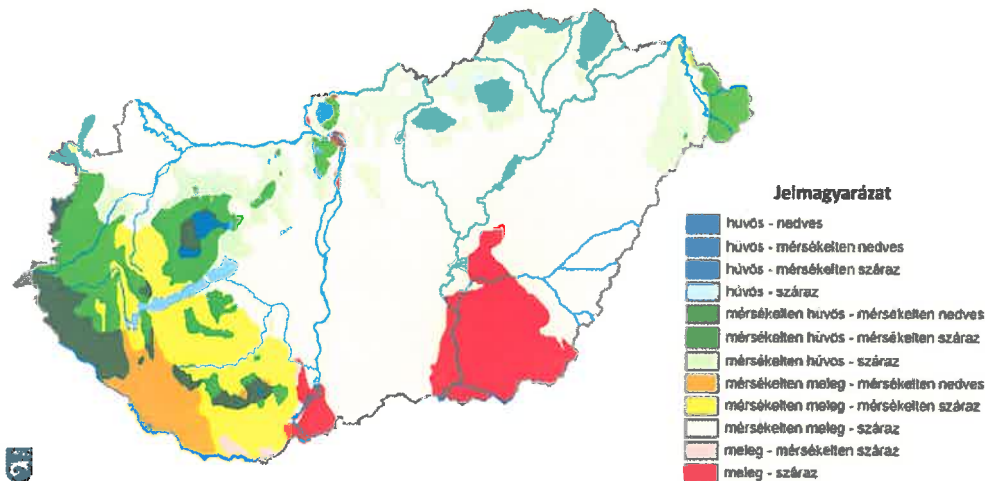 Jelmagyarázat
hűvös - nedves
hűvös - mérsékelten nedves
hűvös - mérsékelten száraz
hűvös - száraz
mérsékelten hűvös - mérsékelten nedves
mérsékelten hűvös - mérsékelten száraz
mérsékelten hűvös - száraz
mérsékelten meleg - mérsékelten nedves
mérsékelten meleg - mérsékelten száraz
mérsékelten meleg - száraz
meleg - mérsékelten száraz
meleg - száraz